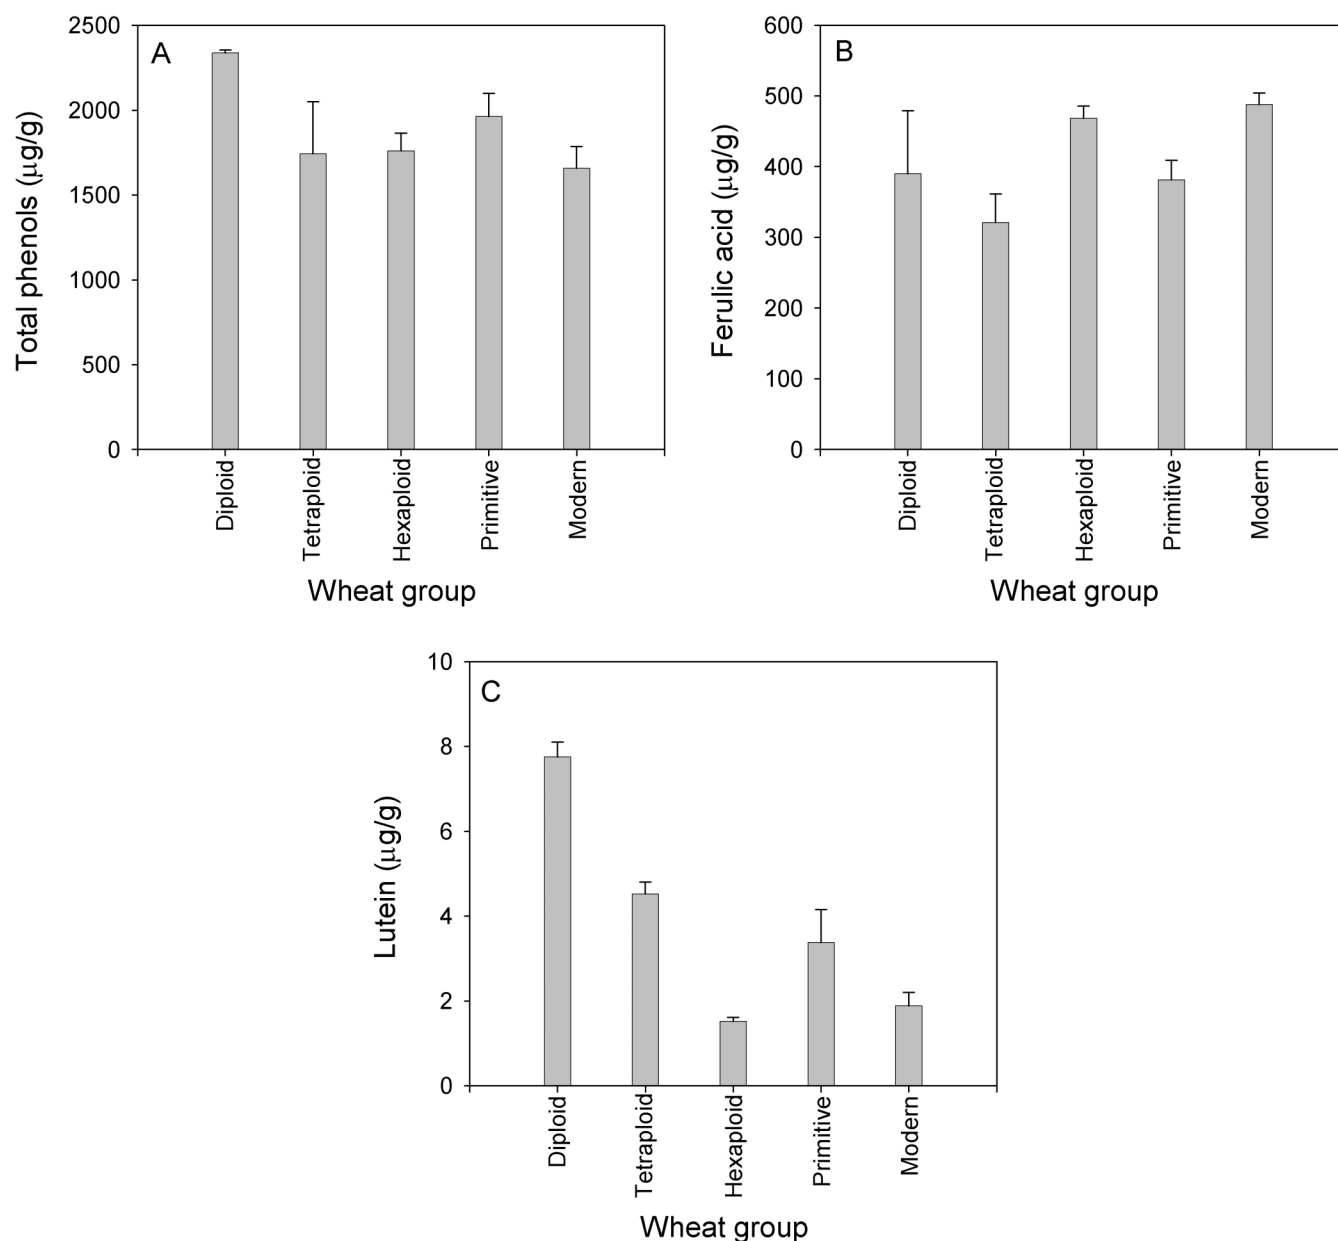 A
Total phenols (μg/g)
2500
2000
1500
1000
500
0
Diploid
Tetraploid
Hexaploid
Primitive
Modern
Wheat group
B
Ferulic acid (μg/g)
600
500
400
300
200
100
0
Diploid
Tetraploid
Hexaploid
Primitive
Modern
Wheat group
C
Lutein (μg/g)
10
8
6
4
2
0
Diploid
Tetraploid
Hexaploid
Primitive
Modern
Wheat group